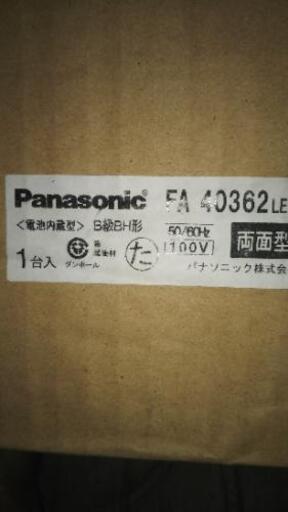 Panasonic FA 40362LE
<電池内蔵型> B級BH形 50/60Hz
100V 両面型
1台入 ダンボール た
パナソニック株式会